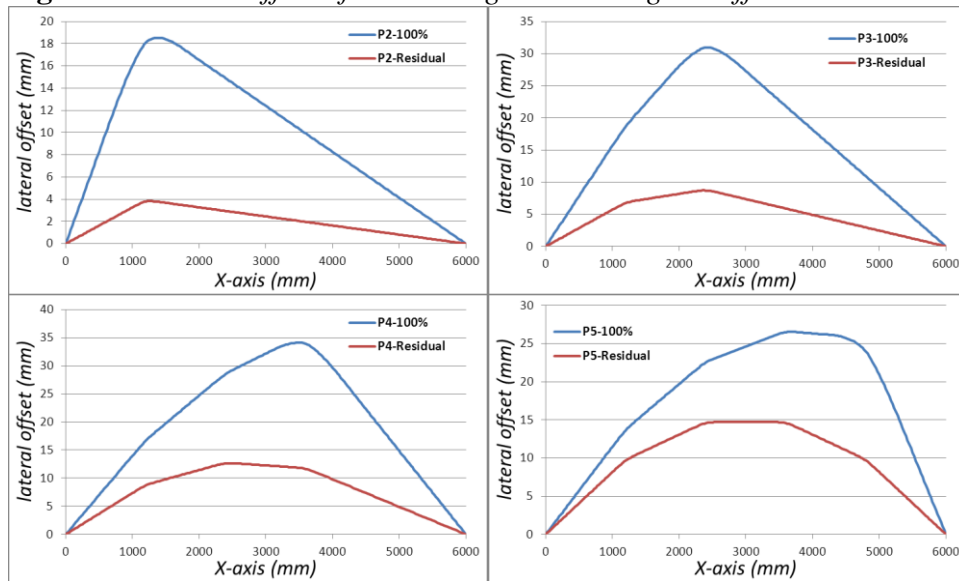 20
18
16
14
12
10
8
6
4
2
0
lateral offset (mm)
P2-100%
P2-Residual
0 1000 2000 3000 4000 5000 6000
X-axis (mm)
35
30
25
20
15
10
5
0
lateral offset (mm)
P3-100%
P3-Residual
0 1000 2000 3000 4000 5000 6000
X-axis (mm)
40
35
30
25
20
15
10
5
0
lateral offset (mm)
P4-100%
P4-Residual
0 1000 2000 3000 4000 5000 6000
X-axis (mm)
30
25
20
15
10
5
0
lateral offset (mm)
P5-100%
P5-Residual
0 1000 2000 3000 4000 5000 6000
X-axis (mm)